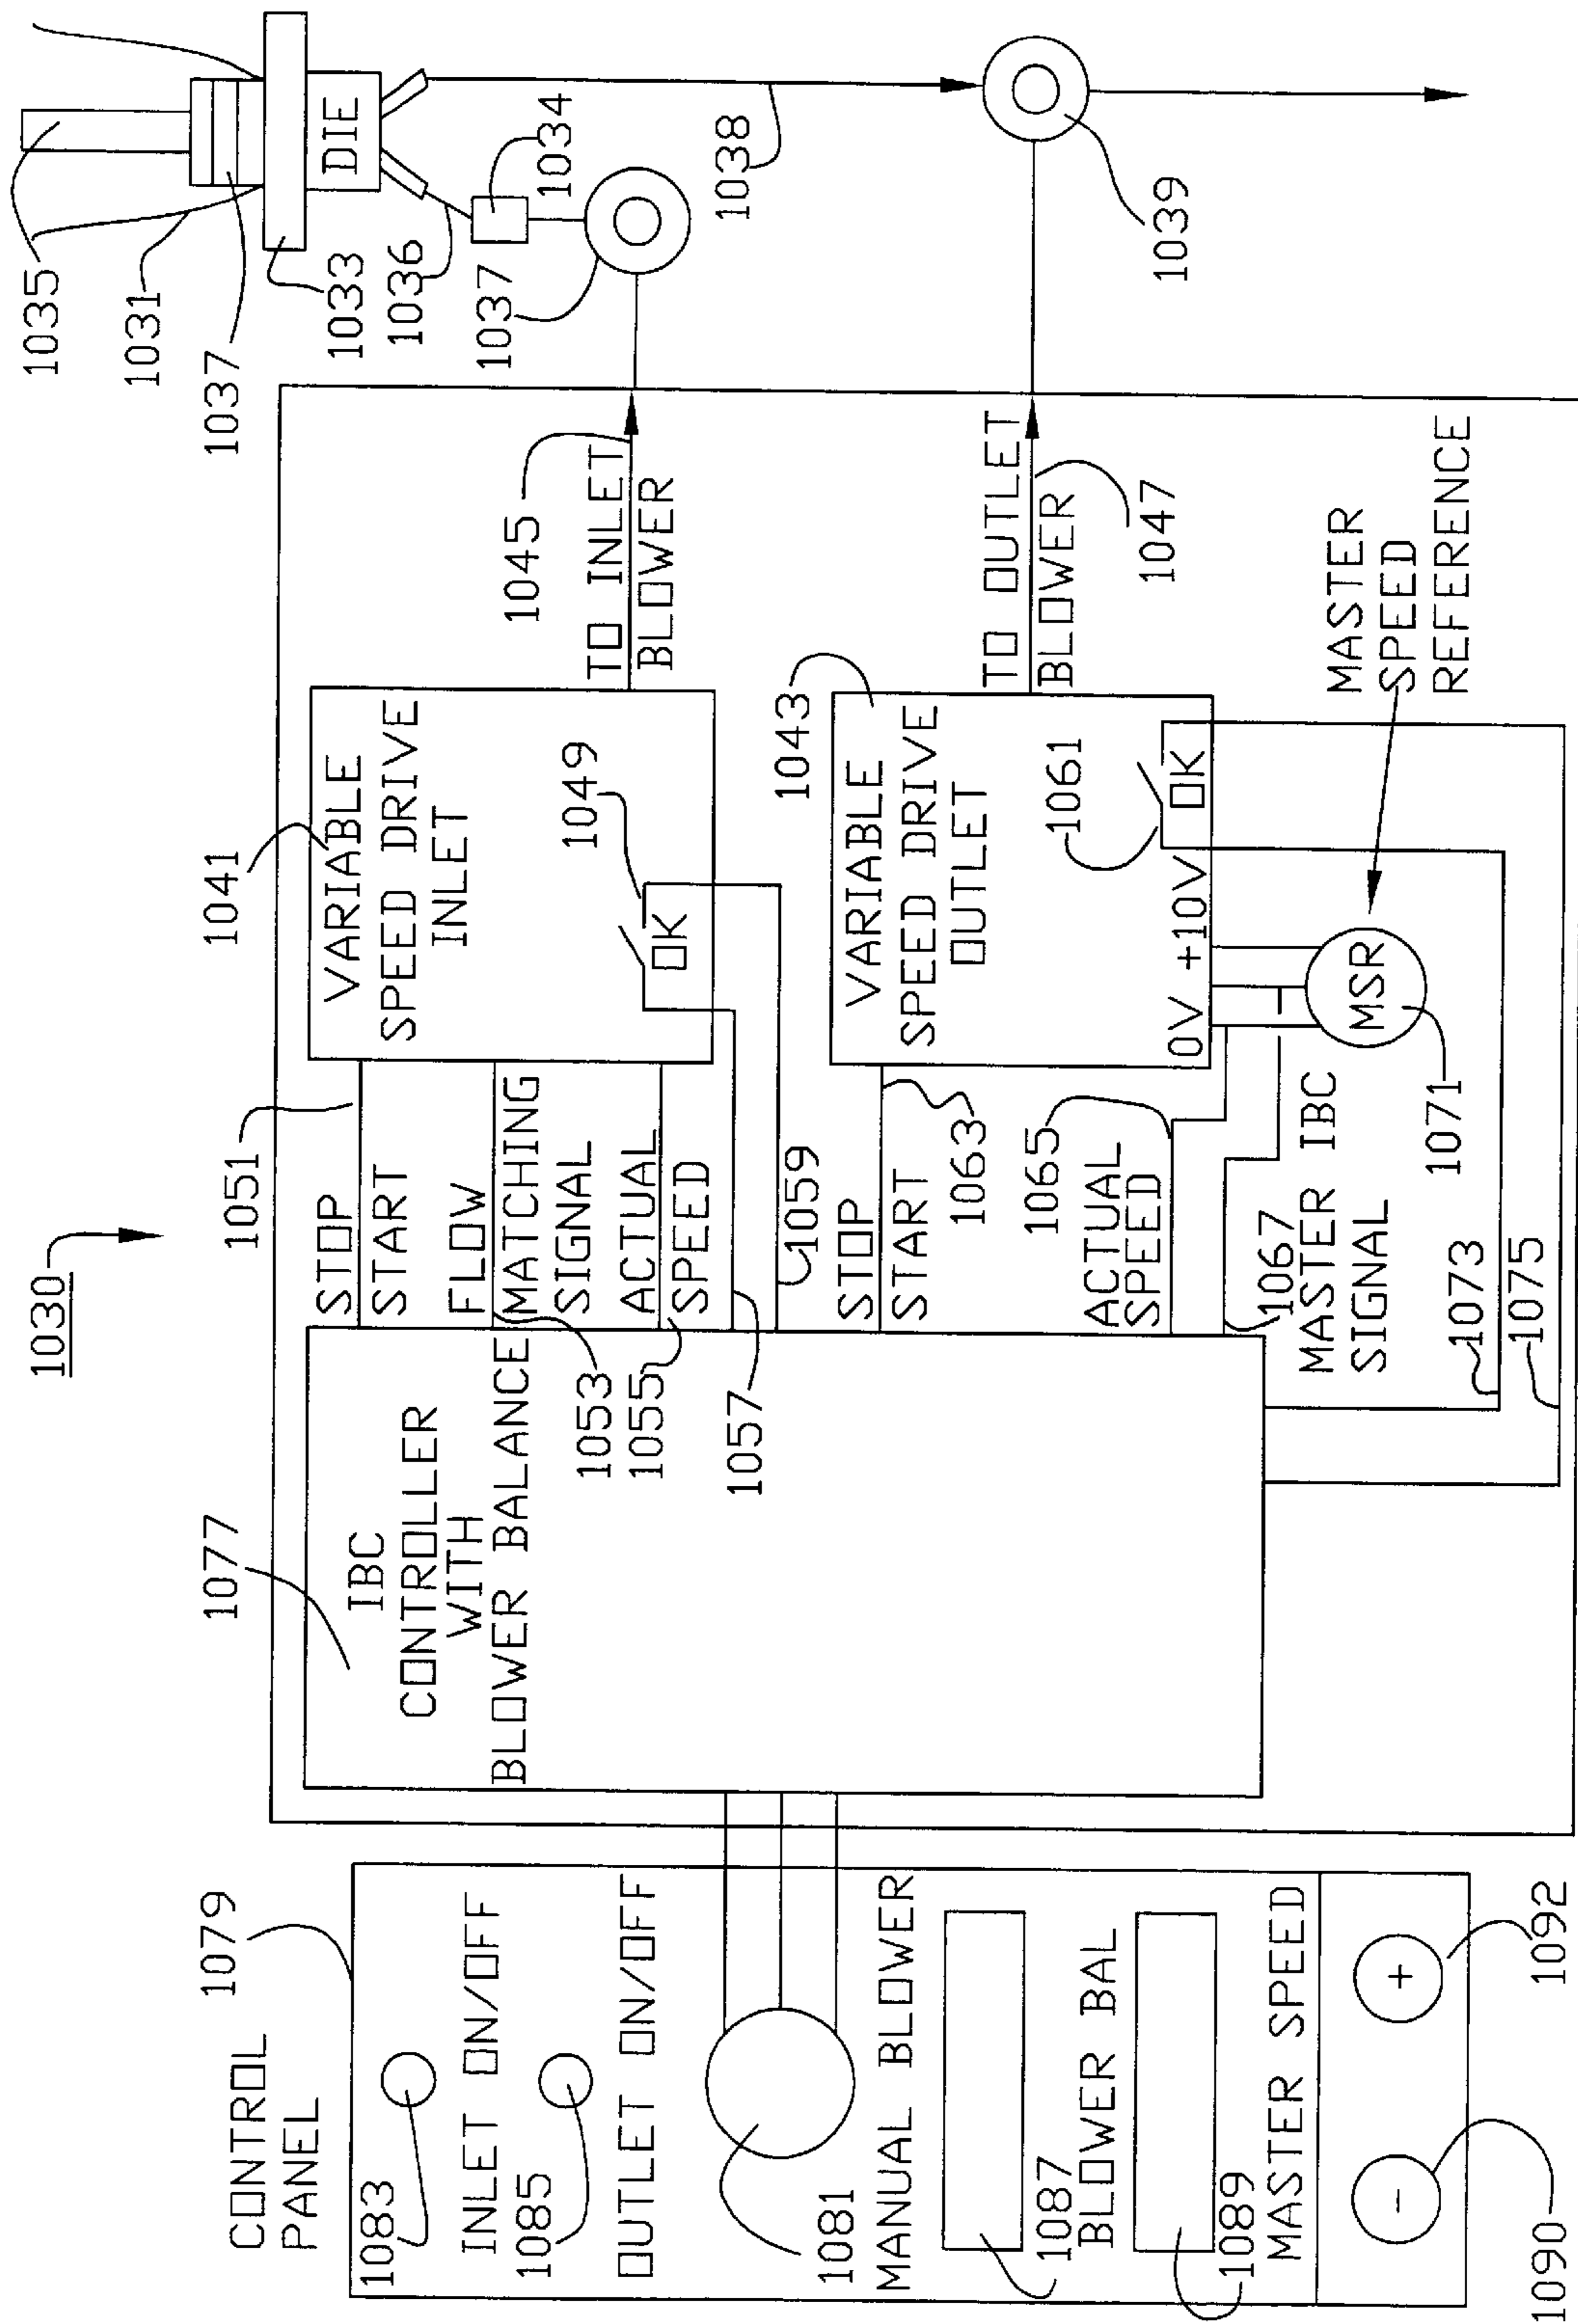 1030
CONTROL
PANEL
1079
1083
INLET ON/OFF
1085
OUTLET ON/OFF
1081
MANUAL BLOWER
1087
BLOWER BAL
1089
MASTER SPEED
-
+
1090
1092
1077
IBC
CONTROLLER
WITH
BLOWER BALANCE
1051
STOP
START
FLOW
MATCHING
SIGNAL
1053
ACTUAL
SPEED
1055
1057
1059
STOP
START
1063
ACTUAL
SPEED
1065
1067
MASTER IBC
SIGNAL
1073
1075
1041
VARIABLE
SPEED DRIVE
INLET
1049
OK
1043
VARIABLE
SPEED DRIVE
OUTLET
1061
OK
0V +10V
MSR
1071
MASTER
SPEED
REFERENCE
1045
TO INLET
BLOWER
TO OUTLET
BLOWER
1047
1035
1031
1037
1033
DIE
1036
1034
1037
1038
1039